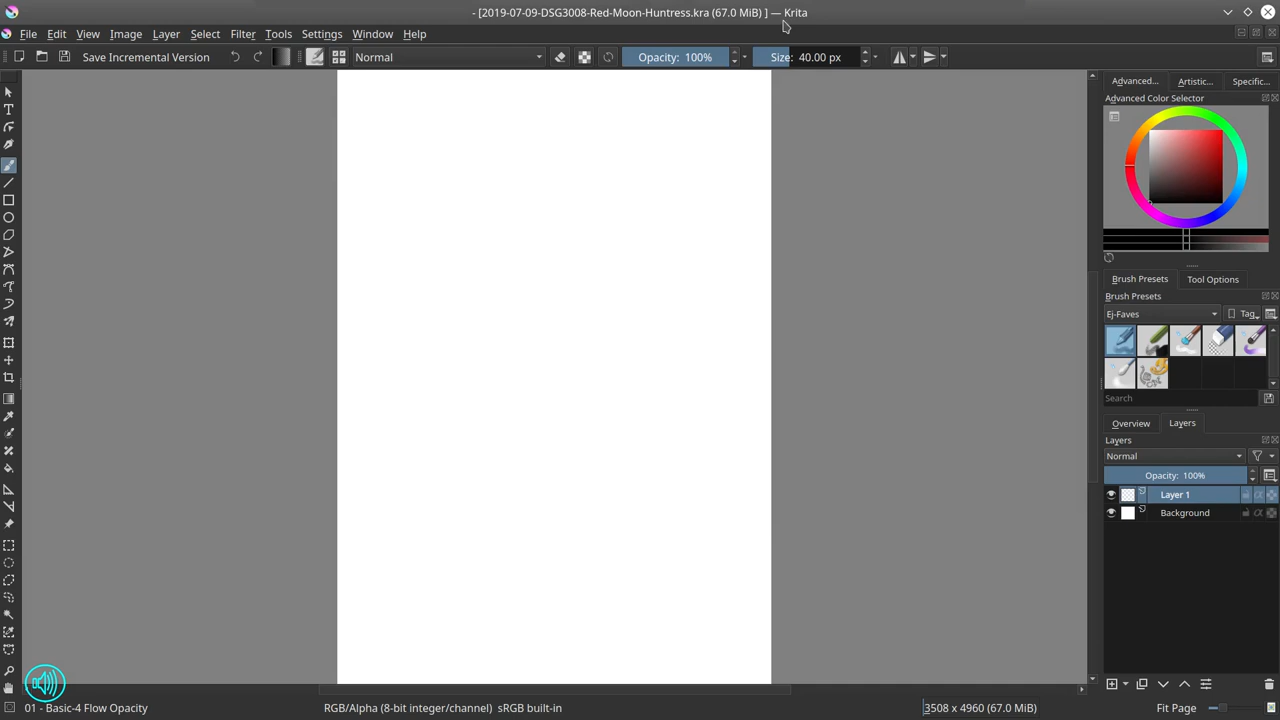 - [2019-07-09-DSG3008-Red-Moon-Huntress.kra (67.0 MiB) ] — Krita
File Edit View Image Layer Select Filter Tools Settings Window Help
Save Incremental Version Normal Opacity: 100% Size: 40.00 px
Advanced... Artistic... Specific...
Advanced Color Selector
Brush Presets Tool Options
Brush Presets
Ej-Faves Tag
Search
Overview Layers
Layers
Normal
Opacity: 100%
Layer 1
Background
01 - Basic-4 Flow Opacity RGB/Alpha (8-bit integer/channel) sRGB built-in 3508 x 4960 (67.0 MiB) Fit Page